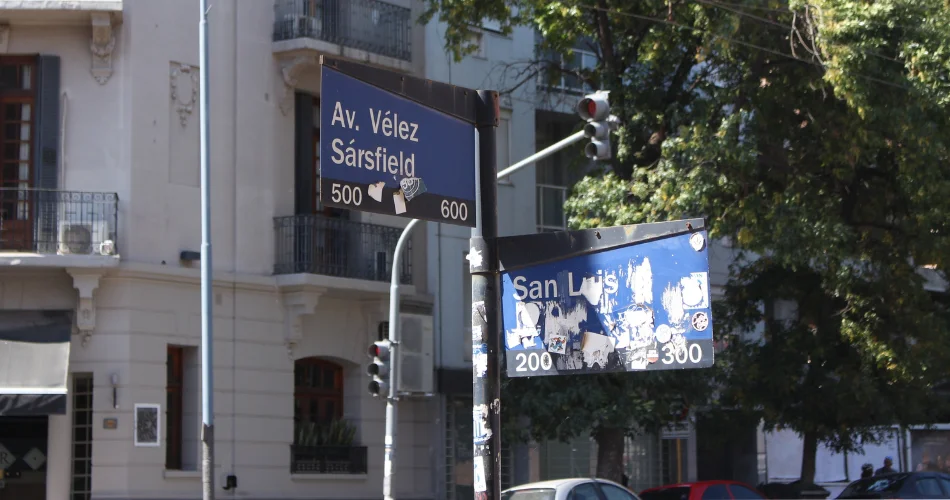 Av. Vélez
Sársfield
500 600
San Luis
200 300